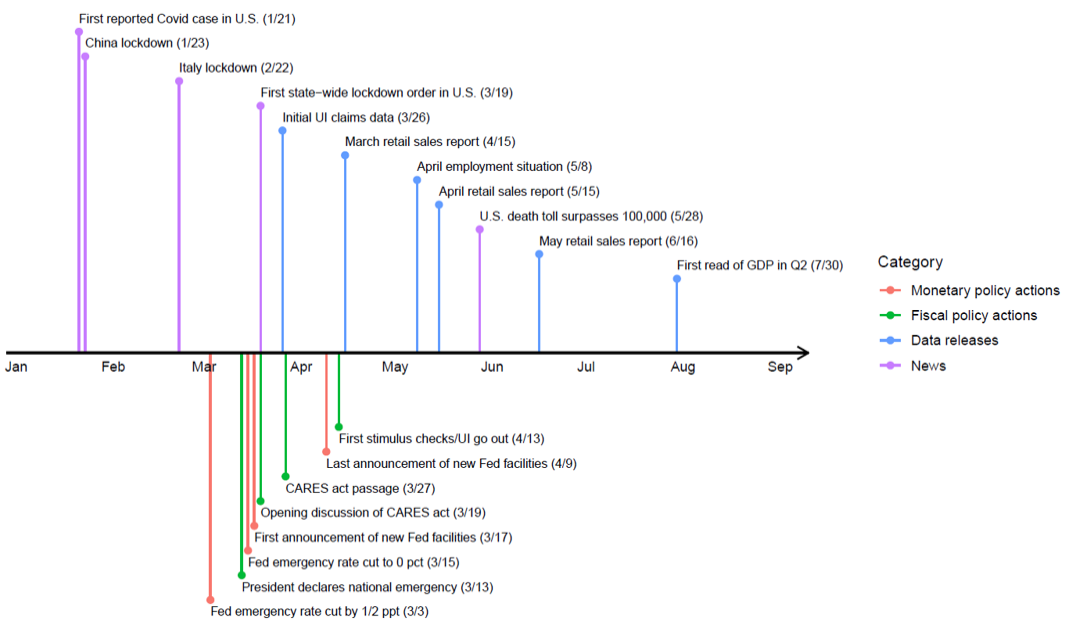 First reported Covid case in U.S. (1/21)
China lockdown (1/23)
Italy lockdown (2/22)
First state−wide lockdown order in U.S. (3/19)
Initial UI claims data (3/26)
March retail sales report (4/15)
April employment situation (5/8)
April retail sales report (5/15)
U.S. death toll surpasses 100,000 (5/28)
May retail sales report (6/16)
First read of GDP in Q2 (7/30)
Category
Monetary policy actions
Fiscal policy actions
Data releases
News
Jan Feb Mar Apr May Jun Jul Aug Sep
First stimulus checks/UI go out (4/13)
Last announcement of new Fed facilities (4/9)
CARES act passage (3/27)
Opening discussion of CARES act (3/19)
First announcement of new Fed facilities (3/17)
Fed emergency rate cut to 0 pct (3/15)
President declares national emergency (3/13)
Fed emergency rate cut by 1/2 ppt (3/3)